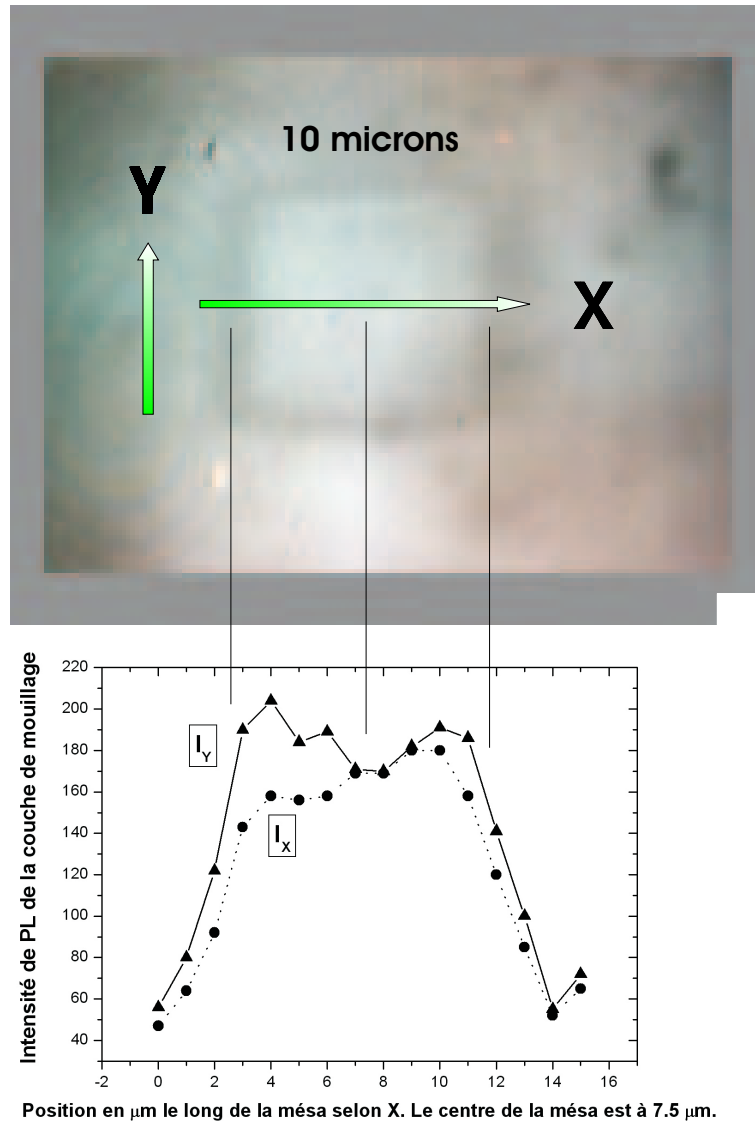 10 microns
Y
X
Intensité de PL de la couche de mouillage
220
200
180
160
140
120
100
80
60
40
I_Y
I_X
-2 0 2 4 6 8 10 12 14 16
Position en µm le long de la mésa selon X. Le centre de la mésa est à 7.5 µm.